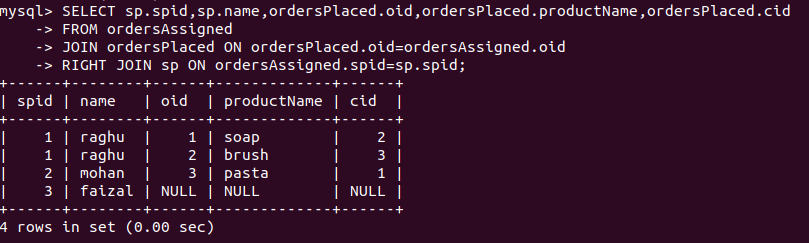 mysql> SELECT sp.spid,sp.name,ordersPlaced.oid,ordersPlaced.productName,ordersPlaced.cid
    -> FROM ordersAssigned
    -> JOIN ordersPlaced ON ordersPlaced.oid=ordersAssigned.oid
    -> RIGHT JOIN sp ON ordersAssigned.spid=sp.spid;
+------+--------+------+-------------+------+
| spid | name   | oid  | productName | cid  |
+------+--------+------+-------------+------+
|    1 | raghu  |    1 | soap        |    2 |
|    1 | raghu  |    2 | brush       |    3 |
|    2 | mohan  |    3 | pasta       |    1 |
|    3 | faizal | NULL | NULL        | NULL |
+------+--------+------+-------------+------+
4 rows in set (0.00 sec)